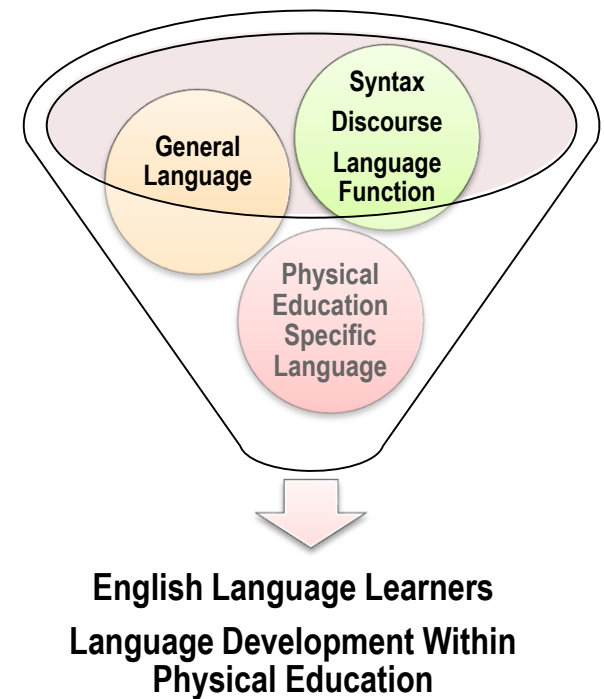 General
Language
Syntax
Discourse
Language
Function
Physical
Education
Specific
Language
English Language Learners
Language Development Within
Physical Education